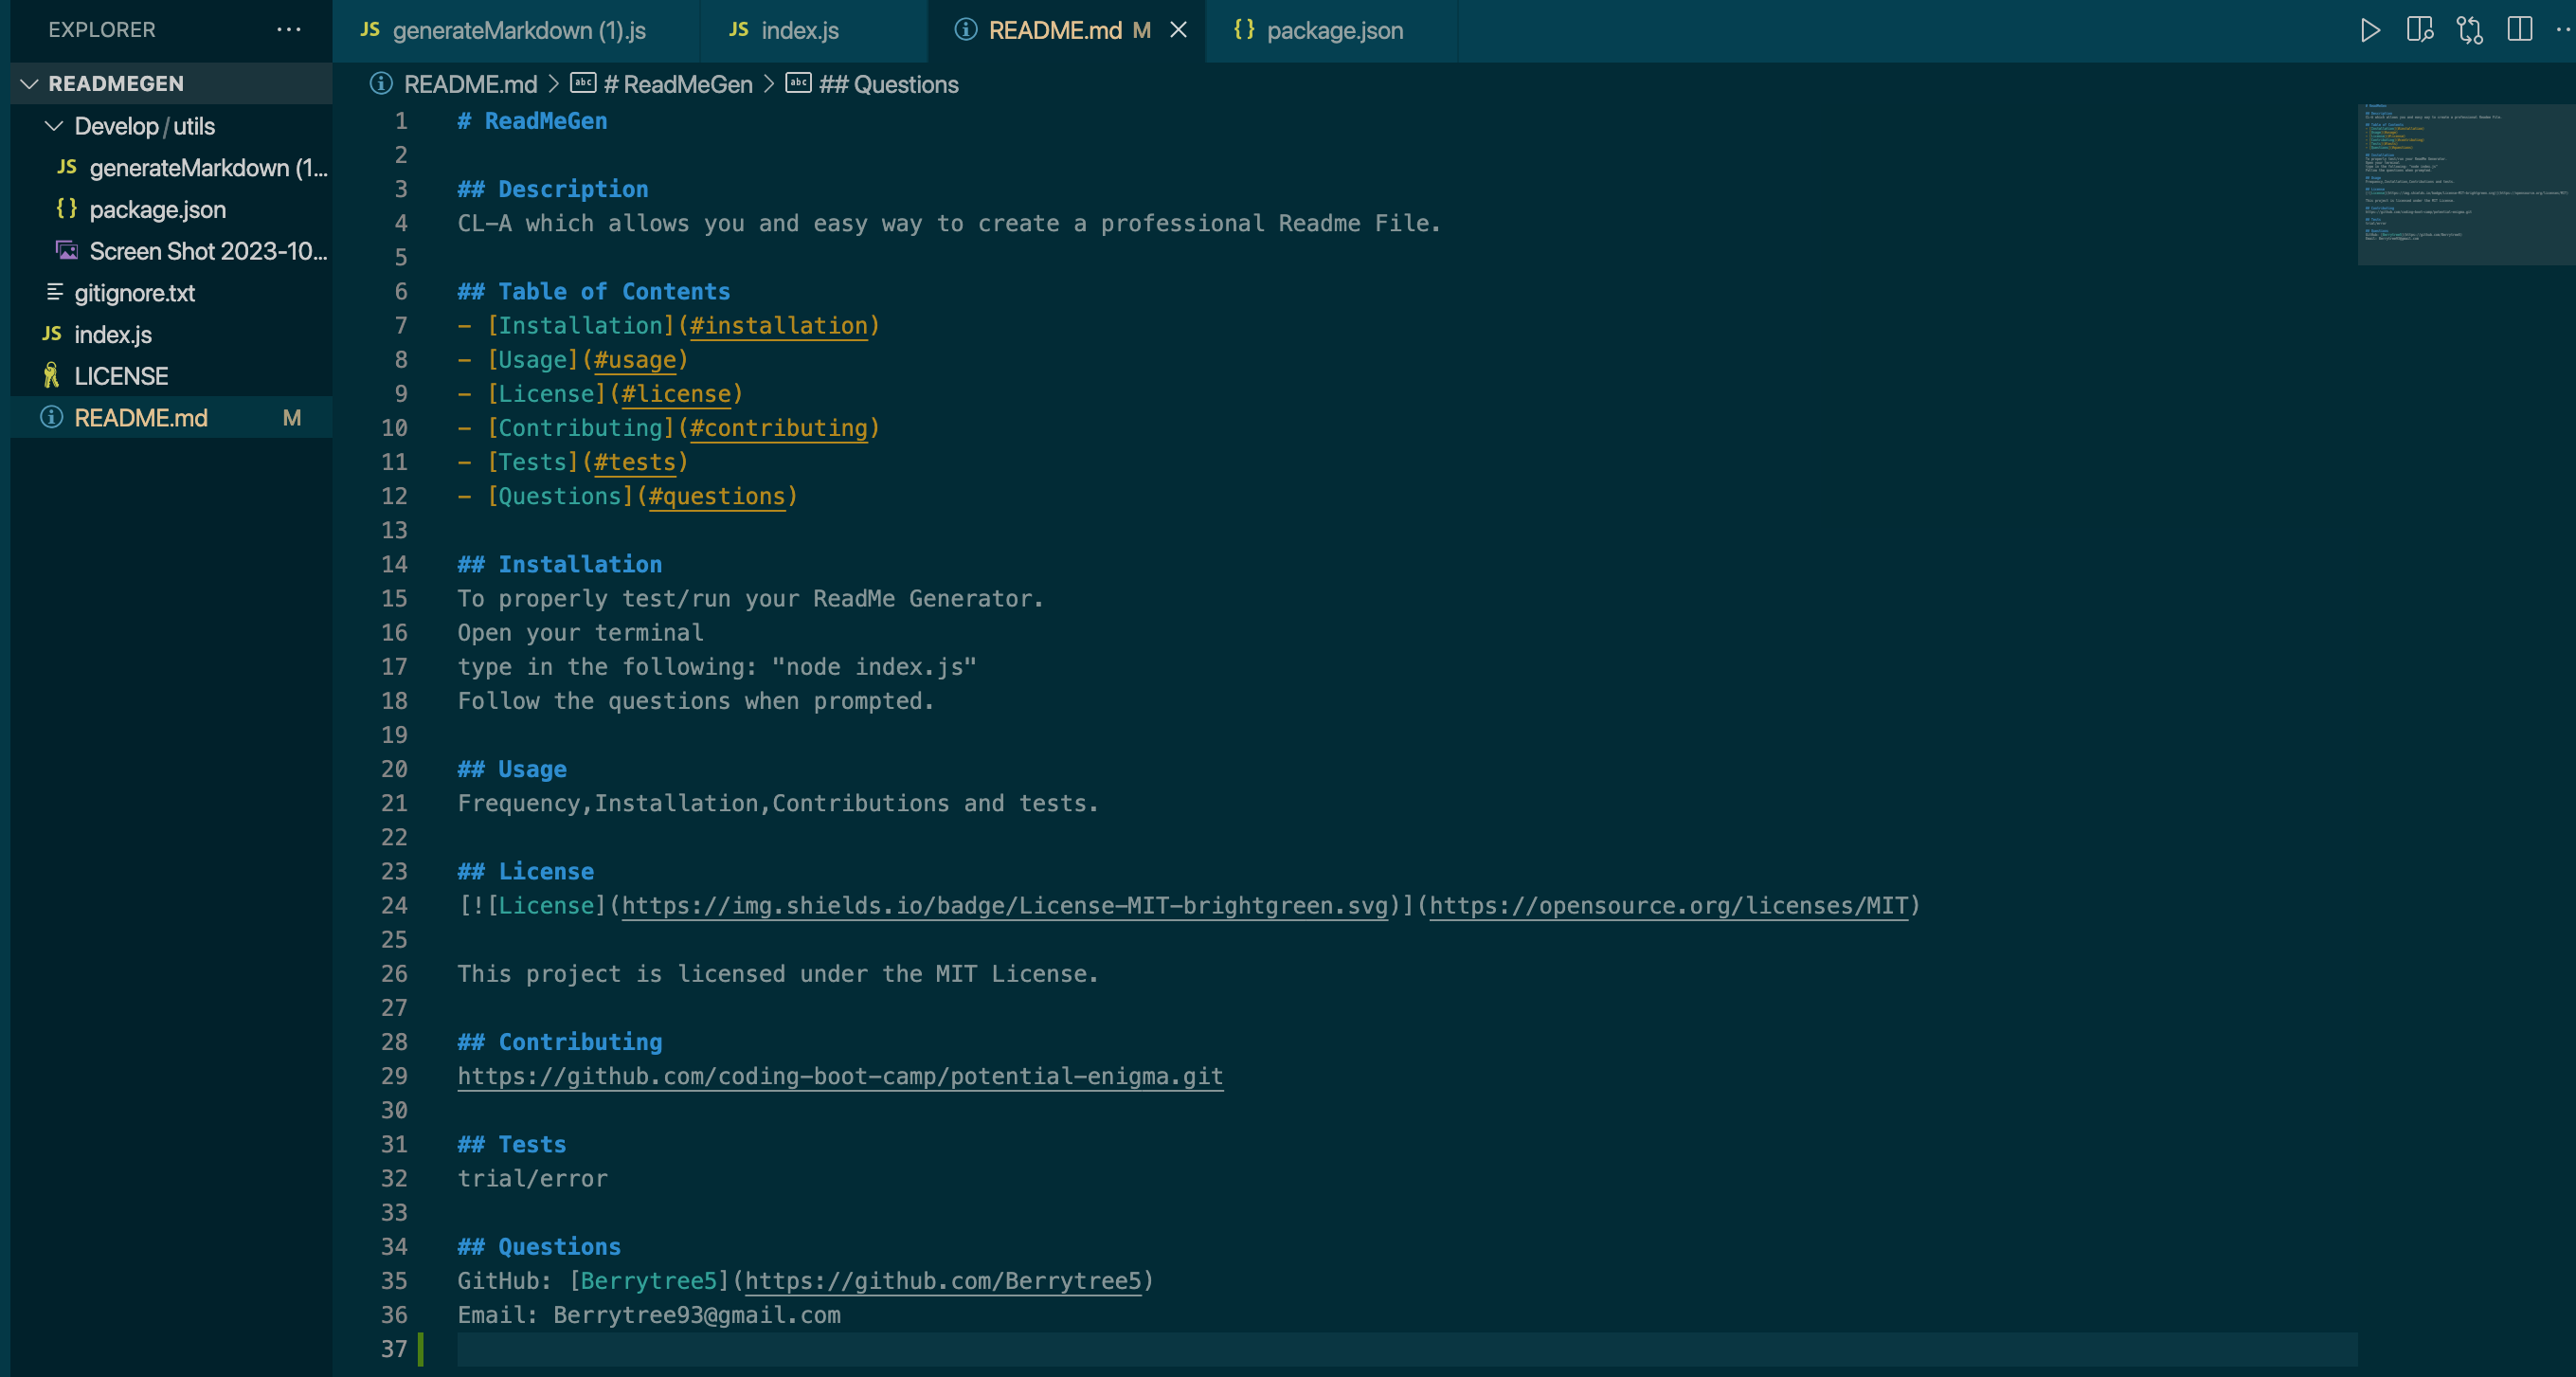 EXPLORER ···
READMEGEN
Develop / utils
JS generateMarkdown (1...
{ } package.json
Screen Shot 2023-10...
gitignore.txt
JS index.js
LICENSE
README.md M
JS generateMarkdown (1).js
JS index.js
README.md M
{ } package.json
README.md > abc # ReadMeGen > abc ## Questions
1 # ReadMeGen
2
3 ## Description
4 CL-A which allows you and easy way to create a professional Readme File.
5
6 ## Table of Contents
7 - [Installation](#installation)
8 - [Usage](#usage)
9 - [License](#license)
10 - [Contributing](#contributing)
11 - [Tests](#tests)
12 - [Questions](#questions)
13
14 ## Installation
15 To properly test/run your ReadMe Generator.
16 Open your terminal
17 type in the following: "node index.js"
18 Follow the questions when prompted.
19
20 ## Usage
21 Frequency,Installation,Contributions and tests.
22
23 ## License
24 [![License](https://img.shields.io/badge/License-MIT-brightgreen.svg)](https://opensource.org/licenses/MIT)
25
26 This project is licensed under the MIT License.
27
28 ## Contributing
29 https://github.com/coding-boot-camp/potential-enigma.git
30
31 ## Tests
32 trial/error
33
34 ## Questions
35 GitHub: [Berrytree5](https://github.com/Berrytree5)
36 Email: Berrytree93@gmail.com
37